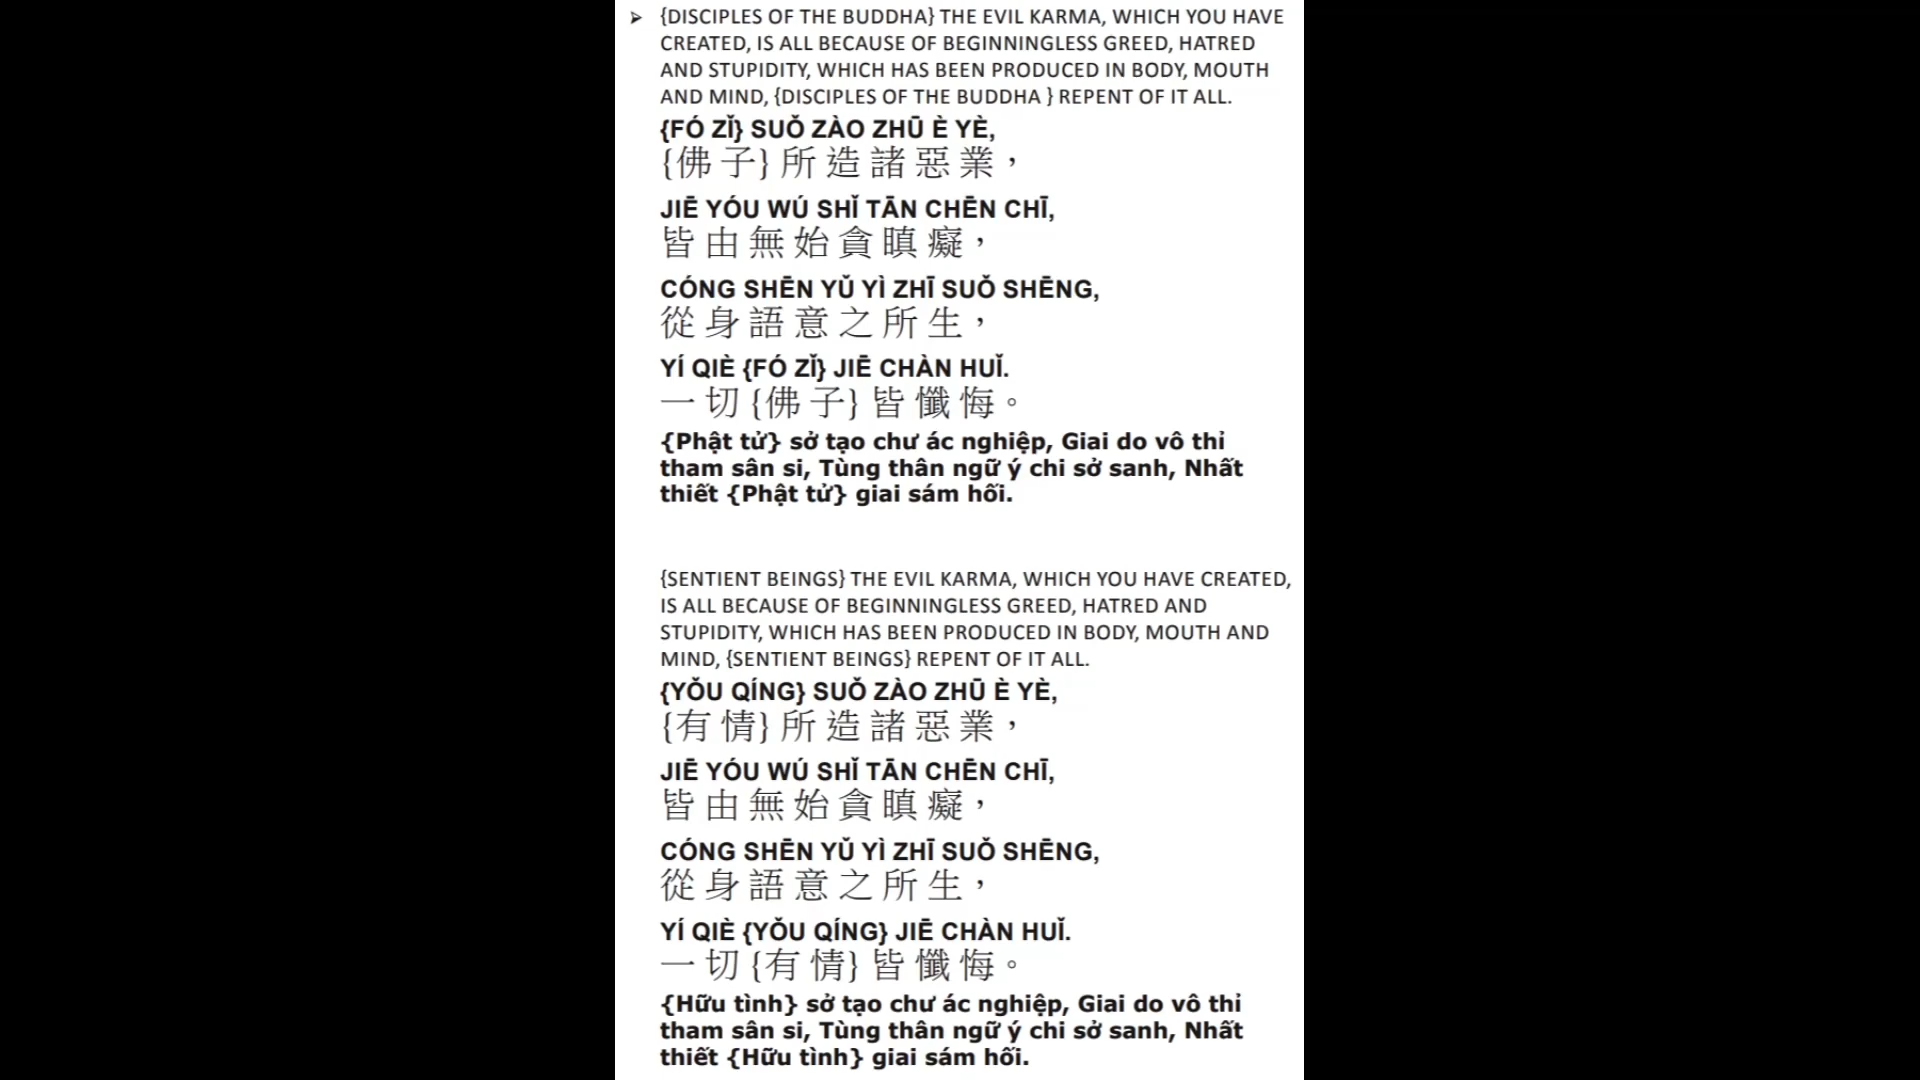 ➢ {DISCIPLES OF THE BUDDHA} THE EVIL KARMA, WHICH YOU HAVE
CREATED, IS ALL BECAUSE OF BEGINNINGLESS GREED, HATRED
AND STUPIDITY, WHICH HAS BEEN PRODUCED IN BODY, MOUTH
AND MIND, {DISCIPLES OF THE BUDDHA } REPENT OF IT ALL.
{FÓ ZǏ} SUǑ ZÀO ZHŪ È YÈ,
{佛 子} 所 造 諸 惡 業，
JIĒ YÓU WÚ SHǏ TĀN CHĒN CHĪ,
皆 由 無 始 貪 瞋 癡，
CÓNG SHĒN YǓ YÌ ZHĪ SUǑ SHĒNG,
從 身 語 意 之 所 生，
YÍ QIÈ {FÓ ZǏ} JIĒ CHÀN HUǏ.
一 切 {佛 子} 皆 懺 悔。
{Phật tử} sở tạo chư ác nghiệp, Giai do vô thỉ
tham sân si, Tùng thân ngữ ý chi sở sanh, Nhất
thiết {Phật tử} giai sám hối.
{SENTIENT BEINGS} THE EVIL KARMA, WHICH YOU HAVE CREATED,
IS ALL BECAUSE OF BEGINNINGLESS GREED, HATRED AND
STUPIDITY, WHICH HAS BEEN PRODUCED IN BODY, MOUTH AND
MIND, {SENTIENT BEINGS} REPENT OF IT ALL.
{YǑU QÍNG} SUǑ ZÀO ZHŪ È YÈ,
{有 情} 所 造 諸 惡 業，
JIĒ YÓU WÚ SHǏ TĀN CHĒN CHĪ,
皆 由 無 始 貪 瞋 癡，
CÓNG SHĒN YǓ YÌ ZHĪ SUǑ SHĒNG,
從 身 語 意 之 所 生，
YÍ QIÈ {YǑU QÍNG} JIĒ CHÀN HUǏ.
一 切 {有 情} 皆 懺 悔。
{Hữu tình} sở tạo chư ác nghiệp, Giai do vô thỉ
tham sân si, Tùng thân ngữ ý chi sở sanh, Nhất
thiết {Hữu tình} giai sám hối.